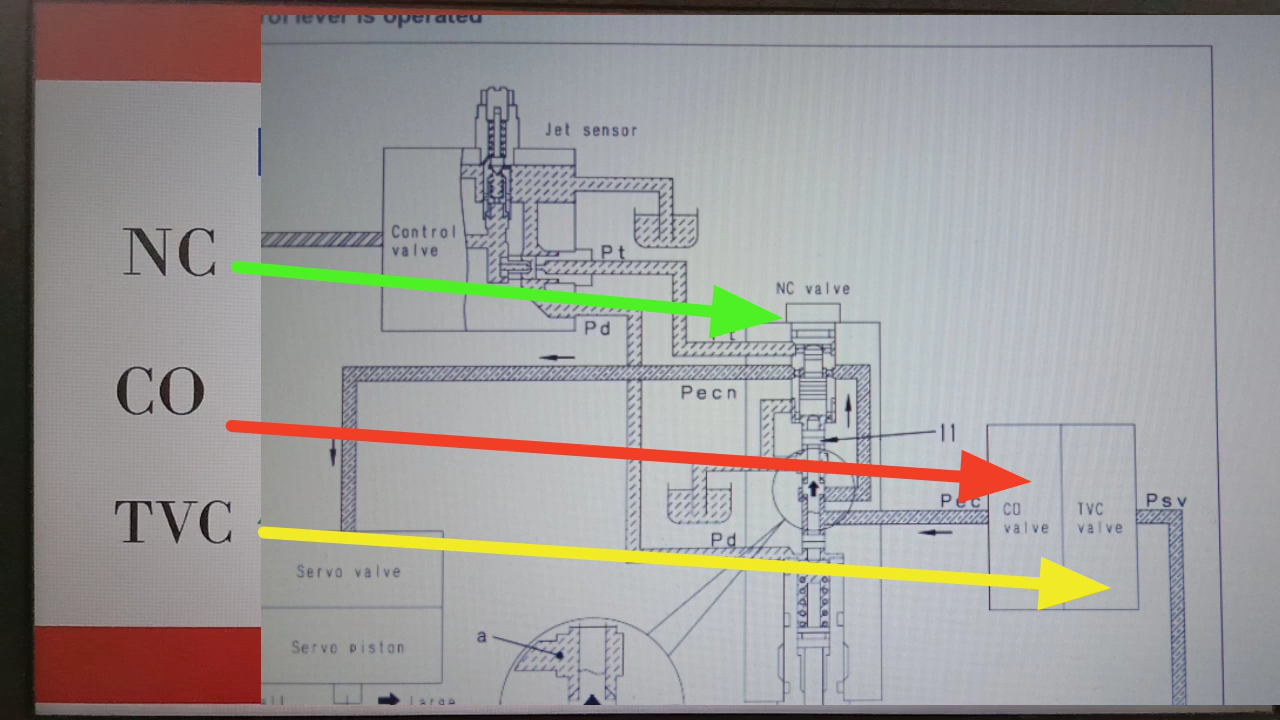 rol lever is operated
Jet sensor
Control
valve
Pt
NC
NC valve
Pd
t
Pecn
CO
11
Pec
CO
valve
TVC
valve
Psv
TVC
Pd
Servo valve
a
Servo piston
large